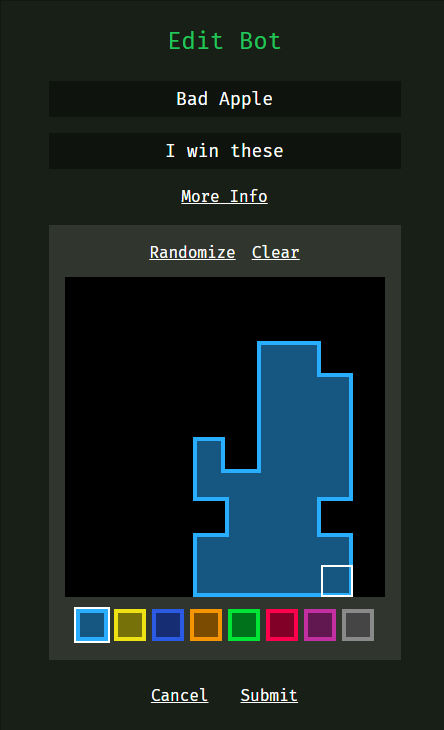 Edit Bot
Bad Apple
I win these
More Info
Randomize Clear
Cancel Submit